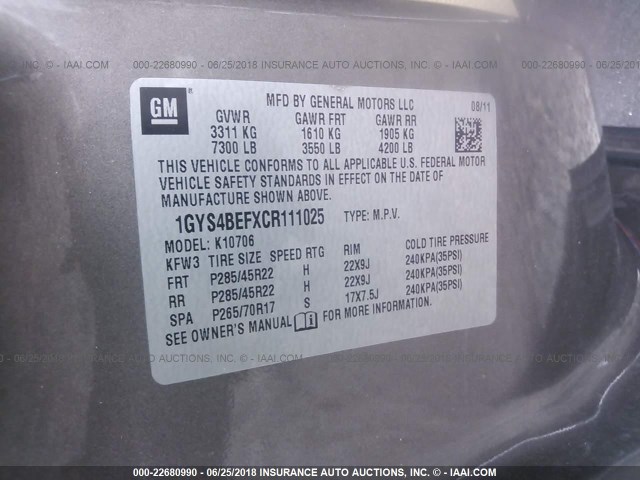 000-22680990 - 06/25/2018 INSURANCE AUTO AUCTIONS, INC. - © - IAAI.COM
GM
MFD BY GENERAL MOTORS LLC
08/11
GVWR GAWR FRT GAWR RR
3311 KG 1610 KG 1905 KG
7300 LB 3550 LB 4200 LB
THIS VEHICLE CONFORMS TO ALL APPLICABLE U.S. FEDERAL MOTOR
VEHICLE SAFETY STANDARDS IN EFFECT ON THE DATE OF
MANUFACTURE SHOWN ABOVE.
1GYS4BEFXCR111025 TYPE: M.P.V.
MODEL: K10706
KFW3 TIRE SIZE SPEED RTG RIM COLD TIRE PRESSURE
FRT P285/45R22 H 22X9J 240KPA(35PSI)
RR P285/45R22 H 22X9J 240KPA(35PSI)
SPA P265/70R17 S 17X7.5J 240KPA(35PSI)
SEE OWNER'S MANUAL FOR MORE INFORMATION.
000-22680990 - 06/25/2018 INSURANCE AUTO AUCTIONS, INC. - © - IAAI.COM